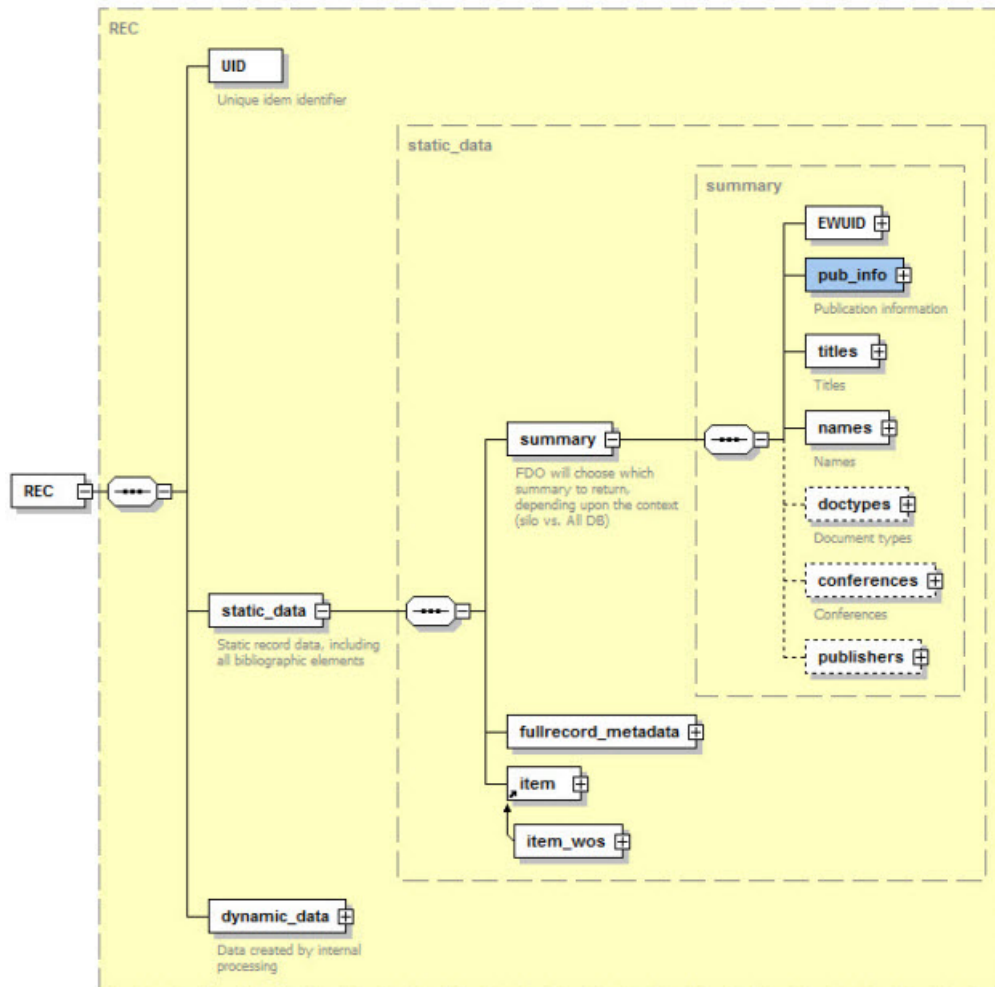 REC
UID
Unique idem identifier
static_data
summary
EWUID
pub_info
Publication information
titles
Titles
summary
FDO will choose which
summary to return,
depending upon the context
(silo vs. All DB)
names
Names
REC
doctypes
Document types
conferences
Conferences
static_data
Static record data, including
all bibliographic elements
publishers
fullrecord_metadata
item
item_wos
dynamic_data
Data created by internal
processing